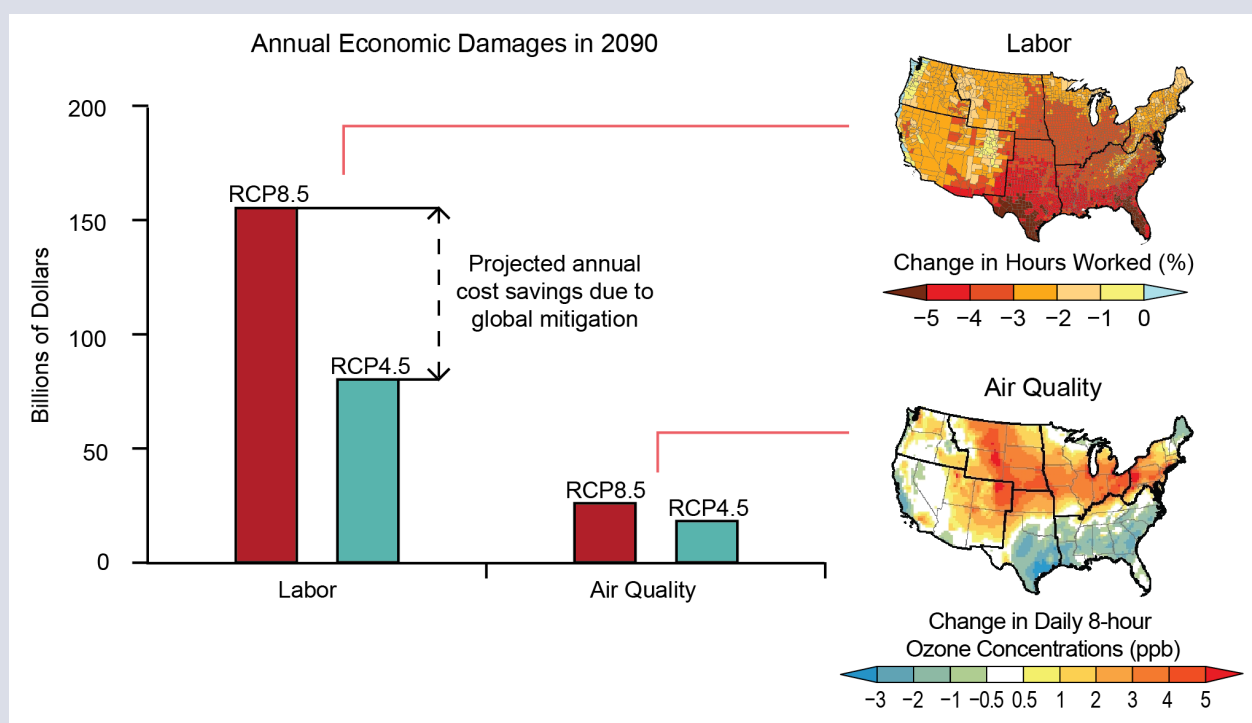 Annual Economic Damages in 2090
Billions of Dollars
200
150
100
50
0
RCP8.5
RCP4.5
Projected annual
cost savings due to
global mitigation
RCP8.5
RCP4.5
Labor
Air Quality
Labor
Change in Hours Worked (%)
−5 −4 −3 −2 −1 0
Air Quality
Change in Daily 8-hour
Ozone Concentrations (ppb)
−3 −2 −1 −0.5 0.5 1 2 3 4 5